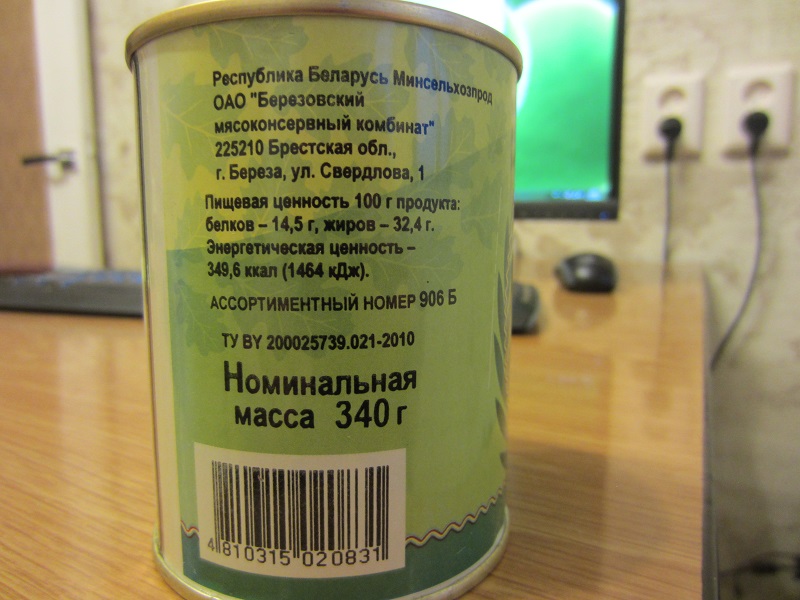 Республика Беларусь Минсельхозпрод
ОАО "Березовский
мясоконсервный комбинат"
225210 Брестская обл.,
г. Береза, ул. Свердлова, 1
Пищевая ценность 100 г продукта:
белков – 14,5 г, жиров – 32,4 г.
Энергетическая ценность –
349,6 ккал (1464 кДж).
АССОРТИМЕНТНЫЙ НОМЕР 906 Б
ТУ BY 200025739.021-2010
Номинальная
масса 340 г
4 810315 020831